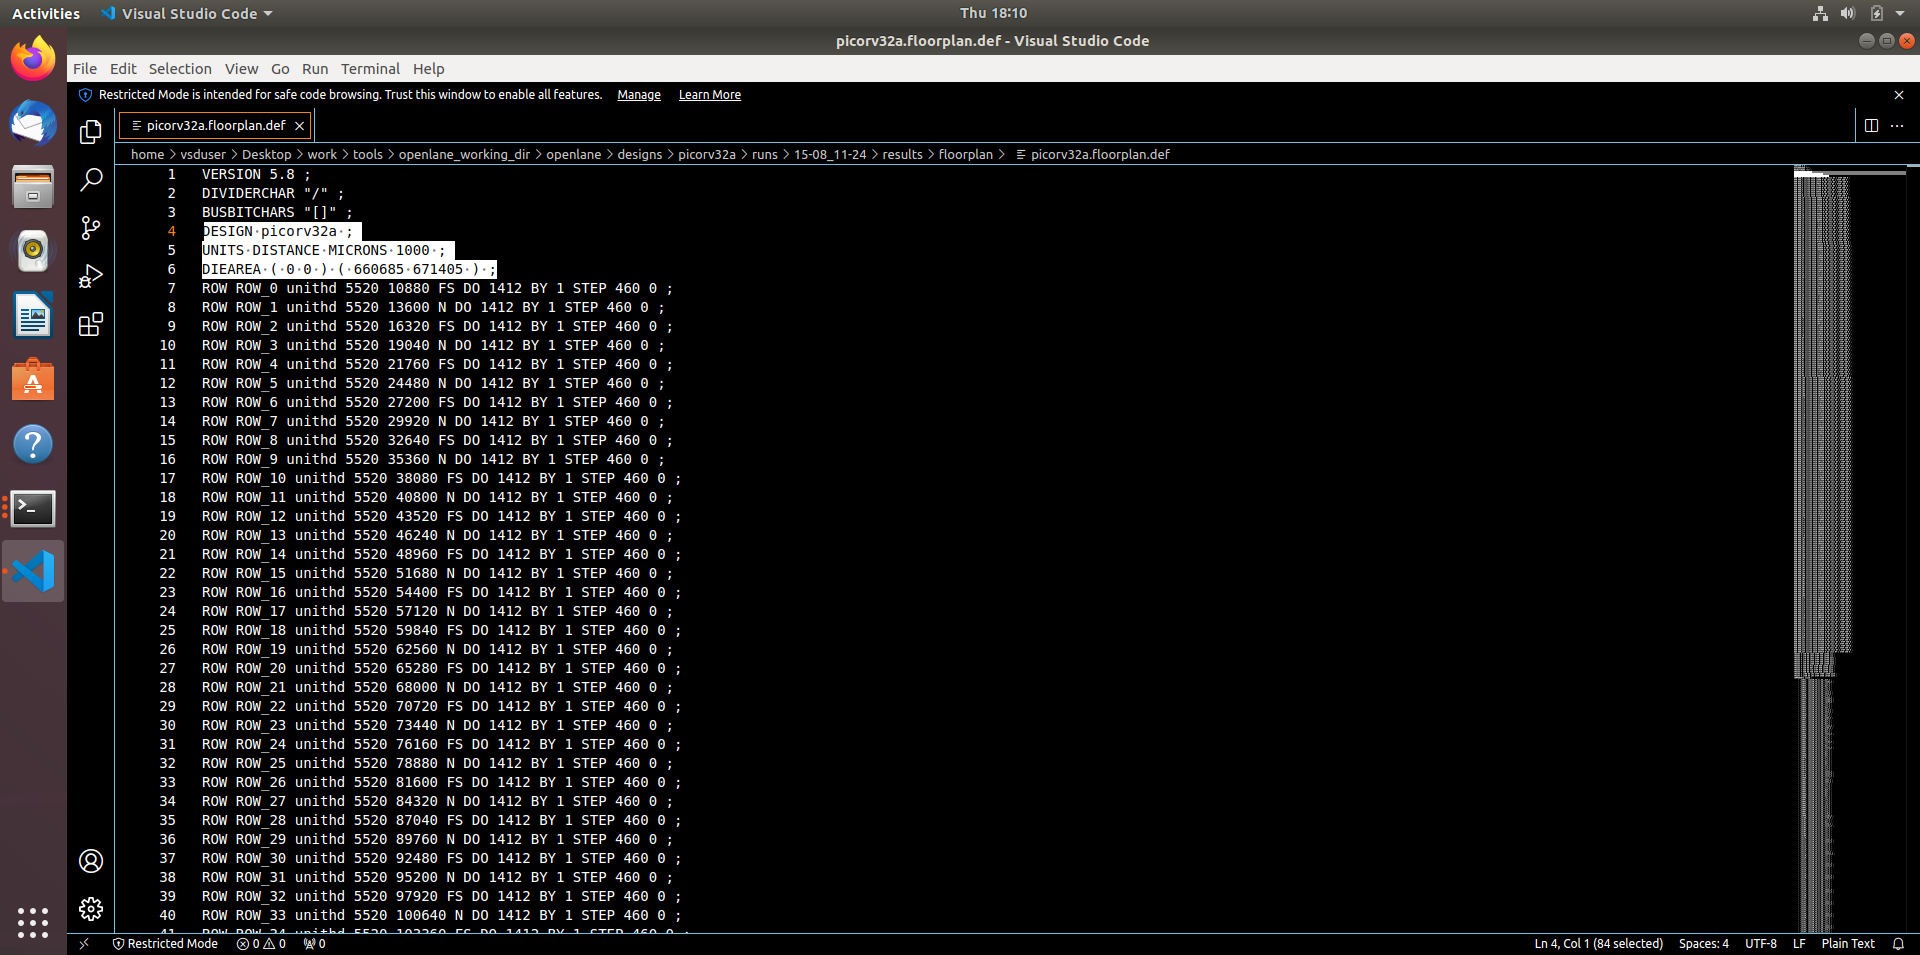 Activities Visual Studio Code Thu 18:10
picorv32a.floorplan.def - Visual Studio Code
File Edit Selection View Go Run Terminal Help
Restricted Mode is intended for safe code browsing. Trust this window to enable all features. Manage Learn More
picorv32a.floorplan.def
home > vsduser > Desktop > work > tools > openlane_working_dir > openlane > designs > picorv32a > runs > 15-08_11-24 > results > floorplan > picorv32a.floorplan.def
1 VERSION 5.8 ;
2 DIVIDERCHAR "/" ;
3 BUSBITCHARS "[]" ;
4 DESIGN·picorv32a·;
5 UNITS·DISTANCE·MICRONS·1000·;
6 DIEAREA·(·0·0·)·(·660685·671405·)·;
7 ROW ROW_0 unithd 5520 10880 FS DO 1412 BY 1 STEP 460 0 ;
8 ROW ROW_1 unithd 5520 13600 N DO 1412 BY 1 STEP 460 0 ;
9 ROW ROW_2 unithd 5520 16320 FS DO 1412 BY 1 STEP 460 0 ;
10 ROW ROW_3 unithd 5520 19040 N DO 1412 BY 1 STEP 460 0 ;
11 ROW ROW_4 unithd 5520 21760 FS DO 1412 BY 1 STEP 460 0 ;
12 ROW ROW_5 unithd 5520 24480 N DO 1412 BY 1 STEP 460 0 ;
13 ROW ROW_6 unithd 5520 27200 FS DO 1412 BY 1 STEP 460 0 ;
14 ROW ROW_7 unithd 5520 29920 N DO 1412 BY 1 STEP 460 0 ;
15 ROW ROW_8 unithd 5520 32640 FS DO 1412 BY 1 STEP 460 0 ;
16 ROW ROW_9 unithd 5520 35360 N DO 1412 BY 1 STEP 460 0 ;
17 ROW ROW_10 unithd 5520 38080 FS DO 1412 BY 1 STEP 460 0 ;
18 ROW ROW_11 unithd 5520 40800 N DO 1412 BY 1 STEP 460 0 ;
19 ROW ROW_12 unithd 5520 43520 FS DO 1412 BY 1 STEP 460 0 ;
20 ROW ROW_13 unithd 5520 46240 N DO 1412 BY 1 STEP 460 0 ;
21 ROW ROW_14 unithd 5520 48960 FS DO 1412 BY 1 STEP 460 0 ;
22 ROW ROW_15 unithd 5520 51680 N DO 1412 BY 1 STEP 460 0 ;
23 ROW ROW_16 unithd 5520 54400 FS DO 1412 BY 1 STEP 460 0 ;
24 ROW ROW_17 unithd 5520 57120 N DO 1412 BY 1 STEP 460 0 ;
25 ROW ROW_18 unithd 5520 59840 FS DO 1412 BY 1 STEP 460 0 ;
26 ROW ROW_19 unithd 5520 62560 N DO 1412 BY 1 STEP 460 0 ;
27 ROW ROW_20 unithd 5520 65280 FS DO 1412 BY 1 STEP 460 0 ;
28 ROW ROW_21 unithd 5520 68000 N DO 1412 BY 1 STEP 460 0 ;
29 ROW ROW_22 unithd 5520 70720 FS DO 1412 BY 1 STEP 460 0 ;
30 ROW ROW_23 unithd 5520 73440 N DO 1412 BY 1 STEP 460 0 ;
31 ROW ROW_24 unithd 5520 76160 FS DO 1412 BY 1 STEP 460 0 ;
32 ROW ROW_25 unithd 5520 78880 N DO 1412 BY 1 STEP 460 0 ;
33 ROW ROW_26 unithd 5520 81600 FS DO 1412 BY 1 STEP 460 0 ;
34 ROW ROW_27 unithd 5520 84320 N DO 1412 BY 1 STEP 460 0 ;
35 ROW ROW_28 unithd 5520 87040 FS DO 1412 BY 1 STEP 460 0 ;
36 ROW ROW_29 unithd 5520 89760 N DO 1412 BY 1 STEP 460 0 ;
37 ROW ROW_30 unithd 5520 92480 FS DO 1412 BY 1 STEP 460 0 ;
38 ROW ROW_31 unithd 5520 95200 N DO 1412 BY 1 STEP 460 0 ;
39 ROW ROW_32 unithd 5520 97920 FS DO 1412 BY 1 STEP 460 0 ;
40 ROW ROW_33 unithd 5520 100640 N DO 1412 BY 1 STEP 460 0 ;
41 ROW ROW_34 unithd 5520 103360 FS DO 1412 BY 1 STEP 460 0 ;
Restricted Mode 0 0 0 Ln 4, Col 1 (84 selected) Spaces: 4 UTF-8 LF Plain Text